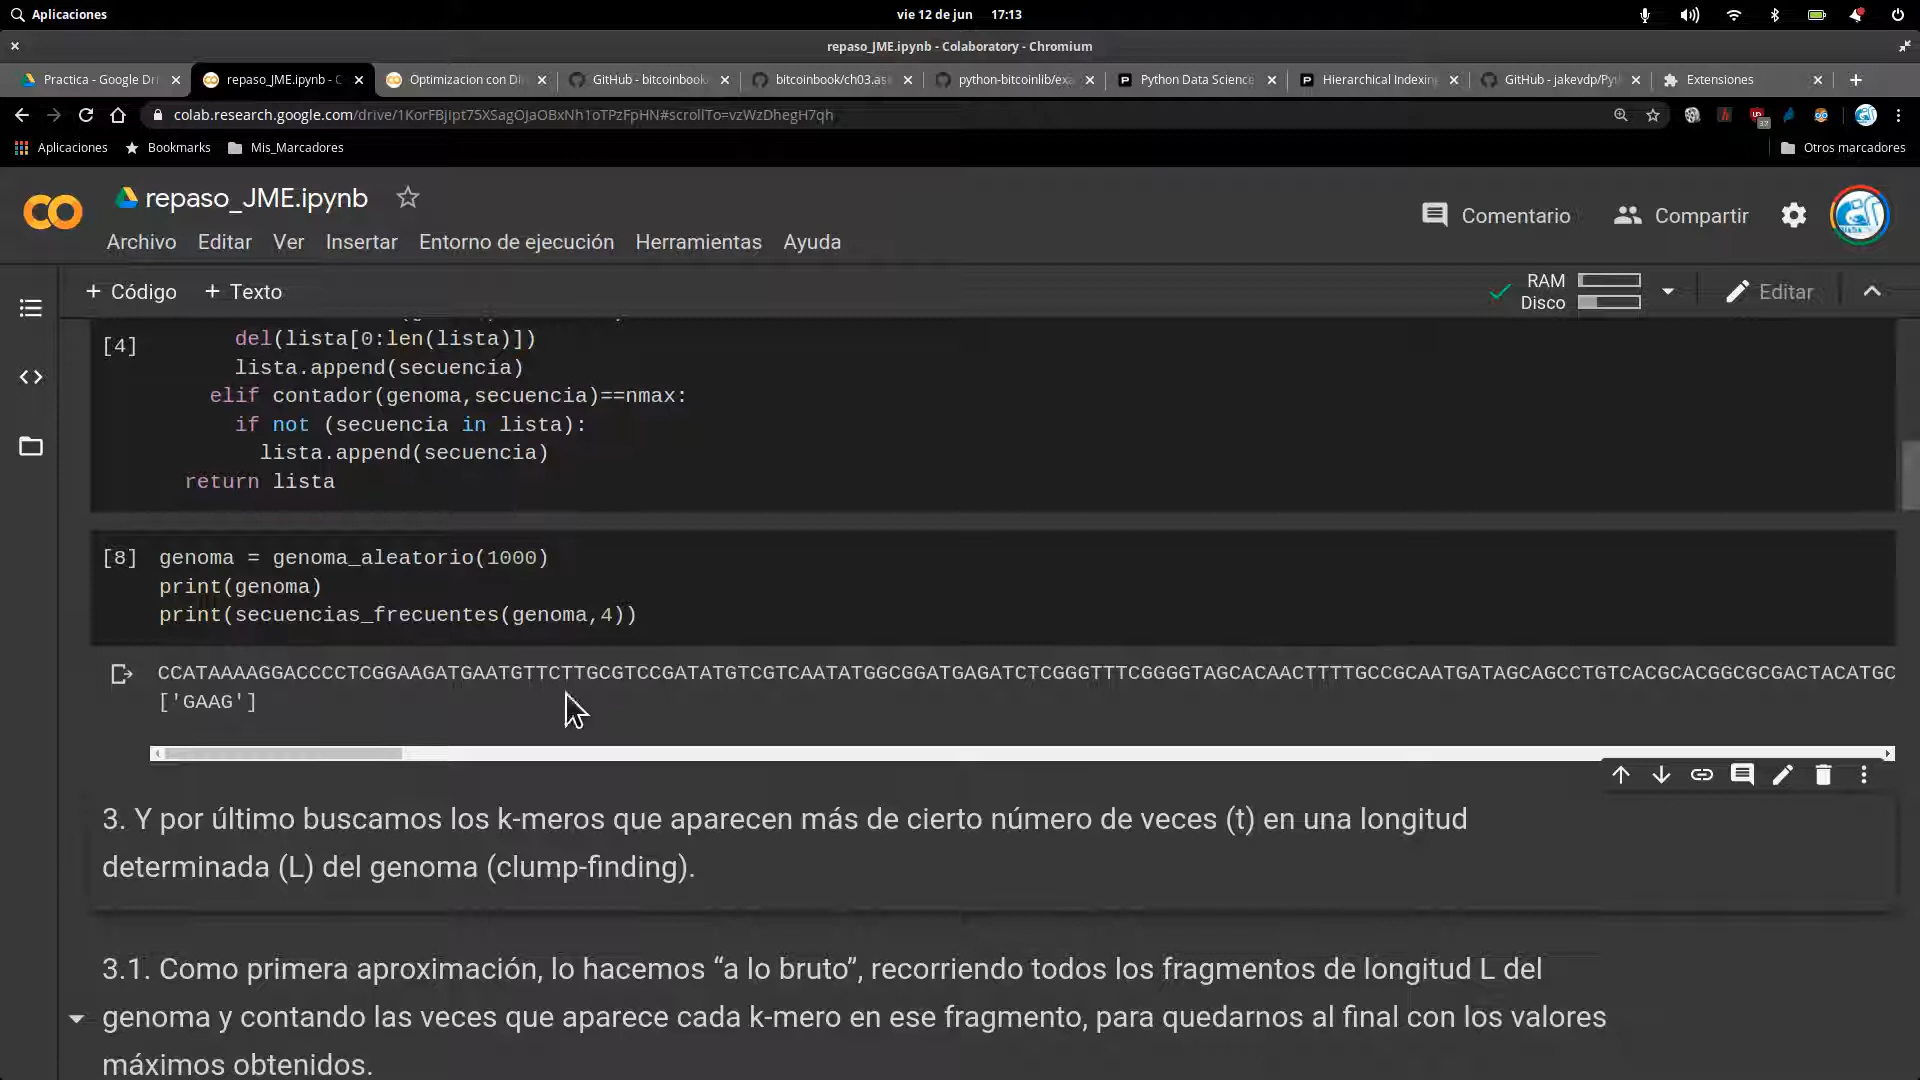 Aplicaciones
vie 12 de jun 17:13
repaso_JME.ipynb - Colaboratory - Chromium
Practica - Google Dri
repaso_JME.ipynb - C
Optimizacion con Di
GitHub - bitcoinbook
bitcoinbook/ch03.as
python-bitcoinlib/exa
Python Data Science
Hierarchical Indexing
GitHub - jakevdp/Pyt
Extensiones
colab.research.google.com/drive/1KorFBjIpt75XSagOJaOBxNh1oTPzFpHN#scrollTo=vzWzDhegH7qh
Aplicaciones
Bookmarks
Mis_Marcadores
Otros marcadores
repaso_JME.ipynb
Comentario
Compartir
Archivo Editar Ver Insertar Entorno de ejecución Herramientas Ayuda
+ Código + Texto
RAM
Disco
Editar
[4]
del(lista[0:len(lista)])
lista.append(secuencia)
elif contador(genoma,secuencia)==nmax:
if not (secuencia in lista):
lista.append(secuencia)
return lista
[8] genoma = genoma_aleatorio(1000)
print(genoma)
print(secuencias_frecuentes(genoma,4))
CCATAAAAGGACCCCTCGGAAGATGAATGTTCTTGCGTCCGATATGTCGTCAATATGGCGGATGAGATCTCGGGTTTCGGGGTAGCACAACTTTTGCCGCAATGATAGCAGCCTGTCACGCACGGCGCGACTACATGC
['GAAG']
3. Y por último buscamos los k-meros que aparecen más de cierto número de veces (t) en una longitud
determinada (L) del genoma (clump-finding).
3.1. Como primera aproximación, lo hacemos “a lo bruto”, recorriendo todos los fragmentos de longitud L del
genoma y contando las veces que aparece cada k-mero en ese fragmento, para quedarnos al final con los valores
máximos obtenidos.